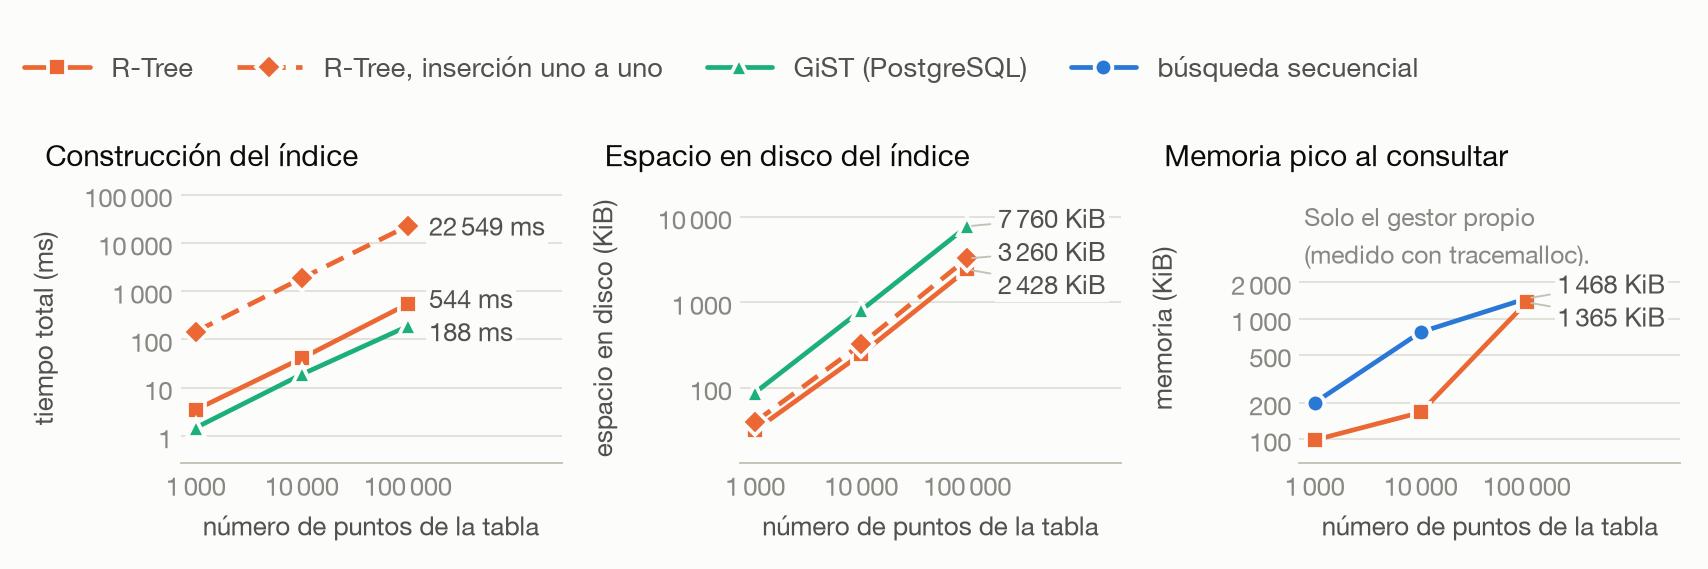 R-Tree
R-Tree, inserción uno a uno
GiST (PostgreSQL)
búsqueda secuencial
Construcción del índice
tiempo total (ms)
100 000
10 000
1 000
100
10
1
22 549 ms
544 ms
188 ms
1 000
10 000
100 000
número de puntos de la tabla
Espacio en disco del índice
espacio en disco (KiB)
10 000
1 000
100
7 760 KiB
3 260 KiB
2 428 KiB
1 000
10 000
100 000
número de puntos de la tabla
Memoria pico al consultar
Solo el gestor propio
(medido con tracemalloc).
memoria (KiB)
2 000
1 000
500
200
100
1 468 KiB
1 365 KiB
1 000
10 000
100 000
número de puntos de la tabla